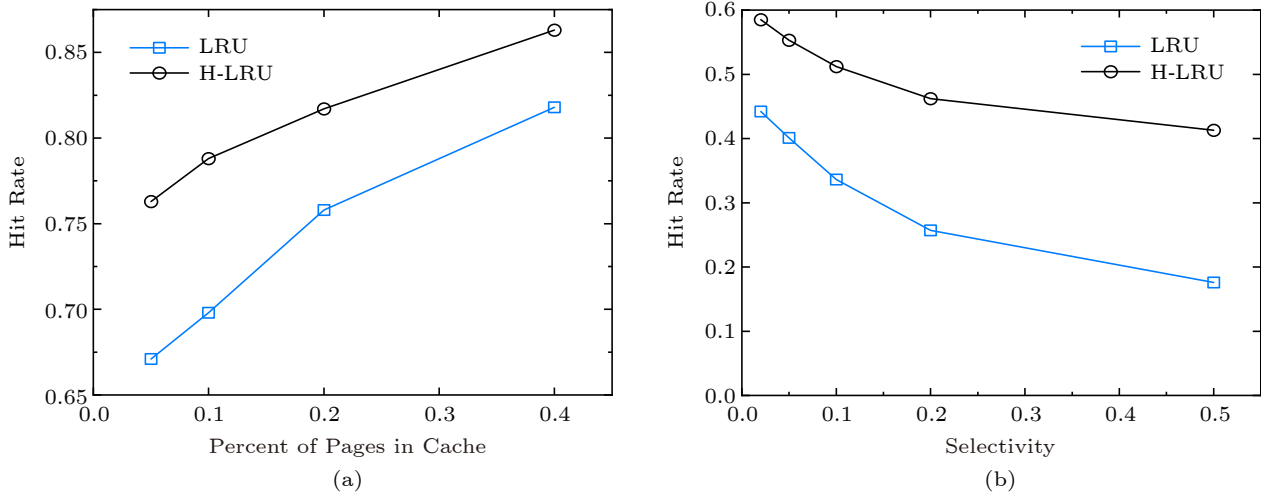 LRU
H-LRU
0.85
0.80
0.75
0.70
0.65
Hit Rate
0.0 0.1 0.2 0.3 0.4
Percent of Pages in Cache
(a)
LRU
H-LRU
0.6
0.5
0.4
0.3
0.2
0.1
0.0
Hit Rate
0.0 0.1 0.2 0.3 0.4 0.5
Selectivity
(b)